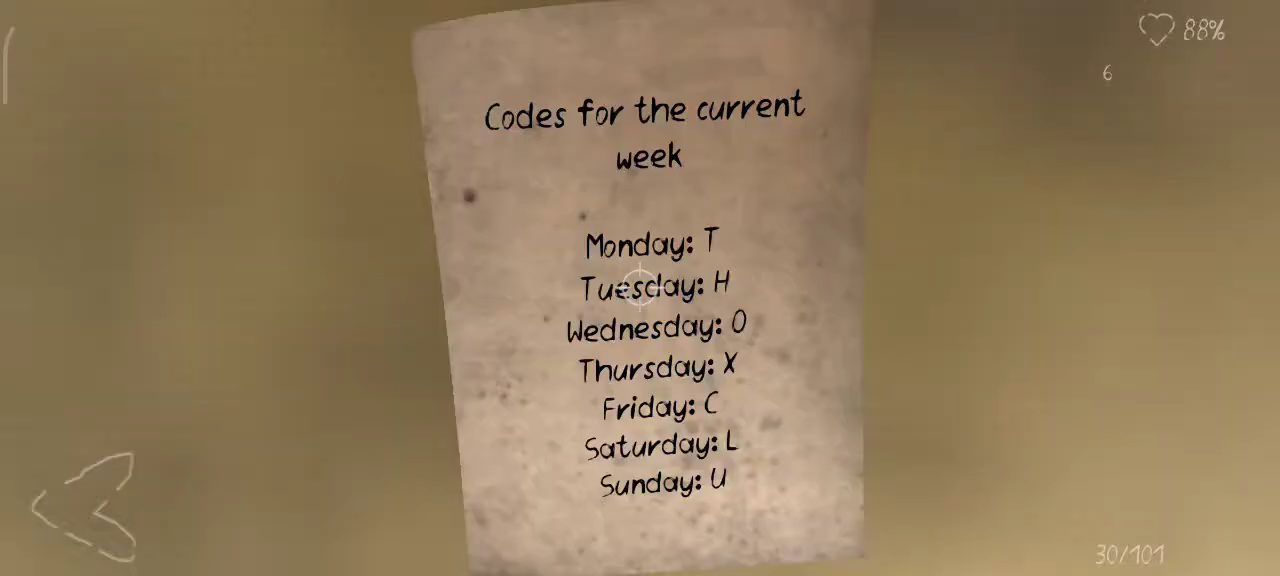 88%
6
Codes for the current
week
Monday: T
Tuesday: H
Wednesday: O
Thursday: X
Friday: C
Saturday: L
Sunday: U
30/101